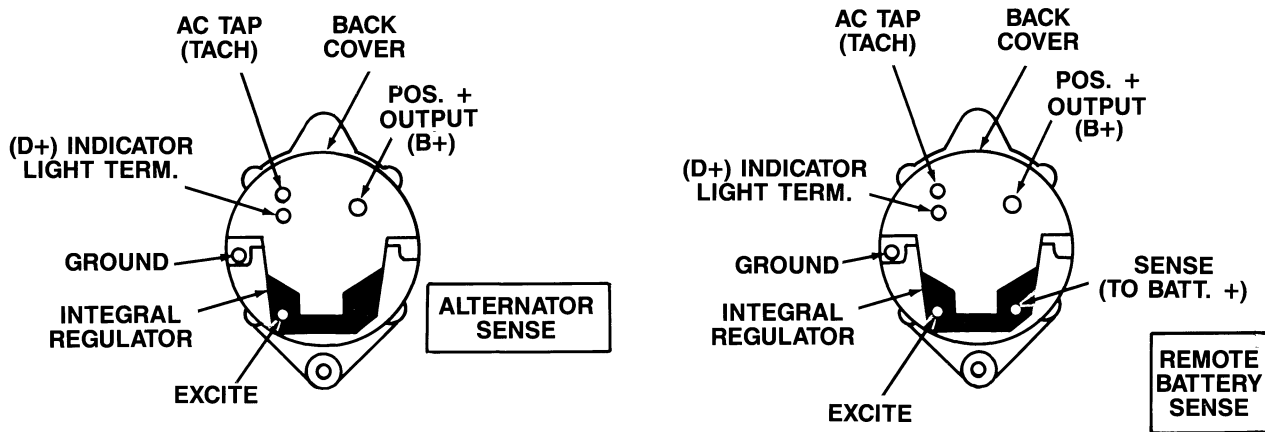 AC TAP
(TACH)
BACK
COVER
POS. +
OUTPUT
(B+)
(D+) INDICATOR
LIGHT TERM.
GROUND
INTEGRAL
REGULATOR
EXCITE
ALTERNATOR
SENSE
AC TAP
(TACH)
BACK
COVER
POS. +
OUTPUT
(B+)
(D+) INDICATOR
LIGHT TERM.
GROUND
SENSE
(TO BATT. +)
INTEGRAL
REGULATOR
EXCITE
REMOTE
BATTERY
SENSE